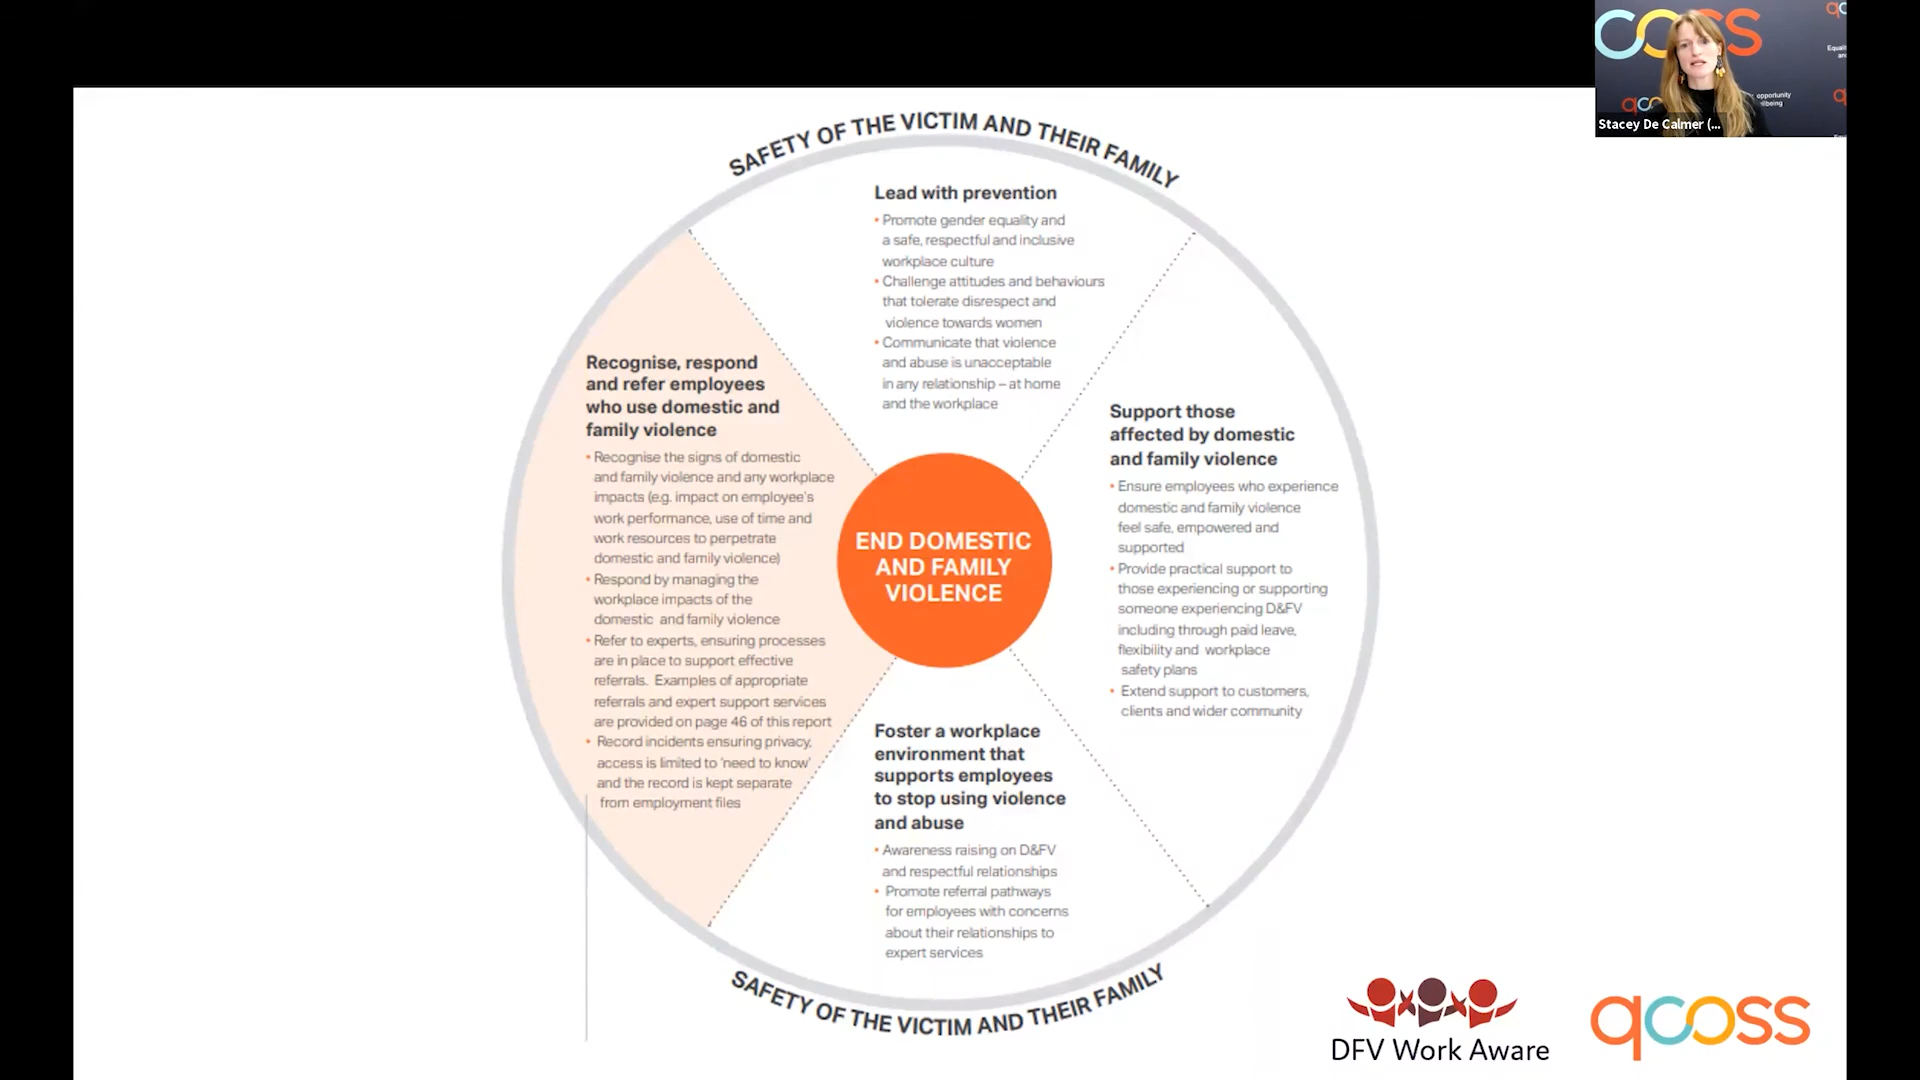 SAFETY OF THE VICTIM AND THEIR FAMILY
Lead with prevention
• Promote gender equality and
a safe, respectful and inclusive
workplace culture
• Challenge attitudes and behaviours
that tolerate disrespect and
violence towards women
• Communicate that violence
and abuse is unacceptable
in any relationship – at home
and the workplace
Recognise, respond
and refer employees
who use domestic and
family violence
• Recognise the signs of domestic
and family violence and any workplace
impacts (e.g. impact on employee's
work performance, use of time and
work resources to perpetrate
domestic and family violence)
• Respond by managing the
workplace impacts of the
domestic and family violence
• Refer to experts, ensuring processes
are in place to support effective
referrals. Examples of appropriate
referrals and expert support services
are provided on page 46 of this report
• Record incidents ensuring privacy,
access is limited to 'need to know'
and the record is kept separate
from employment files
END DOMESTIC
AND FAMILY
VIOLENCE
Support those
affected by domestic
and family violence
• Ensure employees who experience
domestic and family violence
feel safe, empowered and
supported
• Provide practical support to
those experiencing or supporting
someone experiencing D&FV
including through paid leave,
flexibility and workplace
safety plans
• Extend support to customers,
clients and wider community
Foster a workplace
environment that
supports employees
to stop using violence
and abuse
• Awareness raising on D&FV
and respectful relationships
• Promote referral pathways
for employees with concerns
about their relationships to
expert services
SAFETY OF THE VICTIM AND THEIR FAMILY
DFV Work Aware
qcoss
opportunity
Stacey De Calmer (...